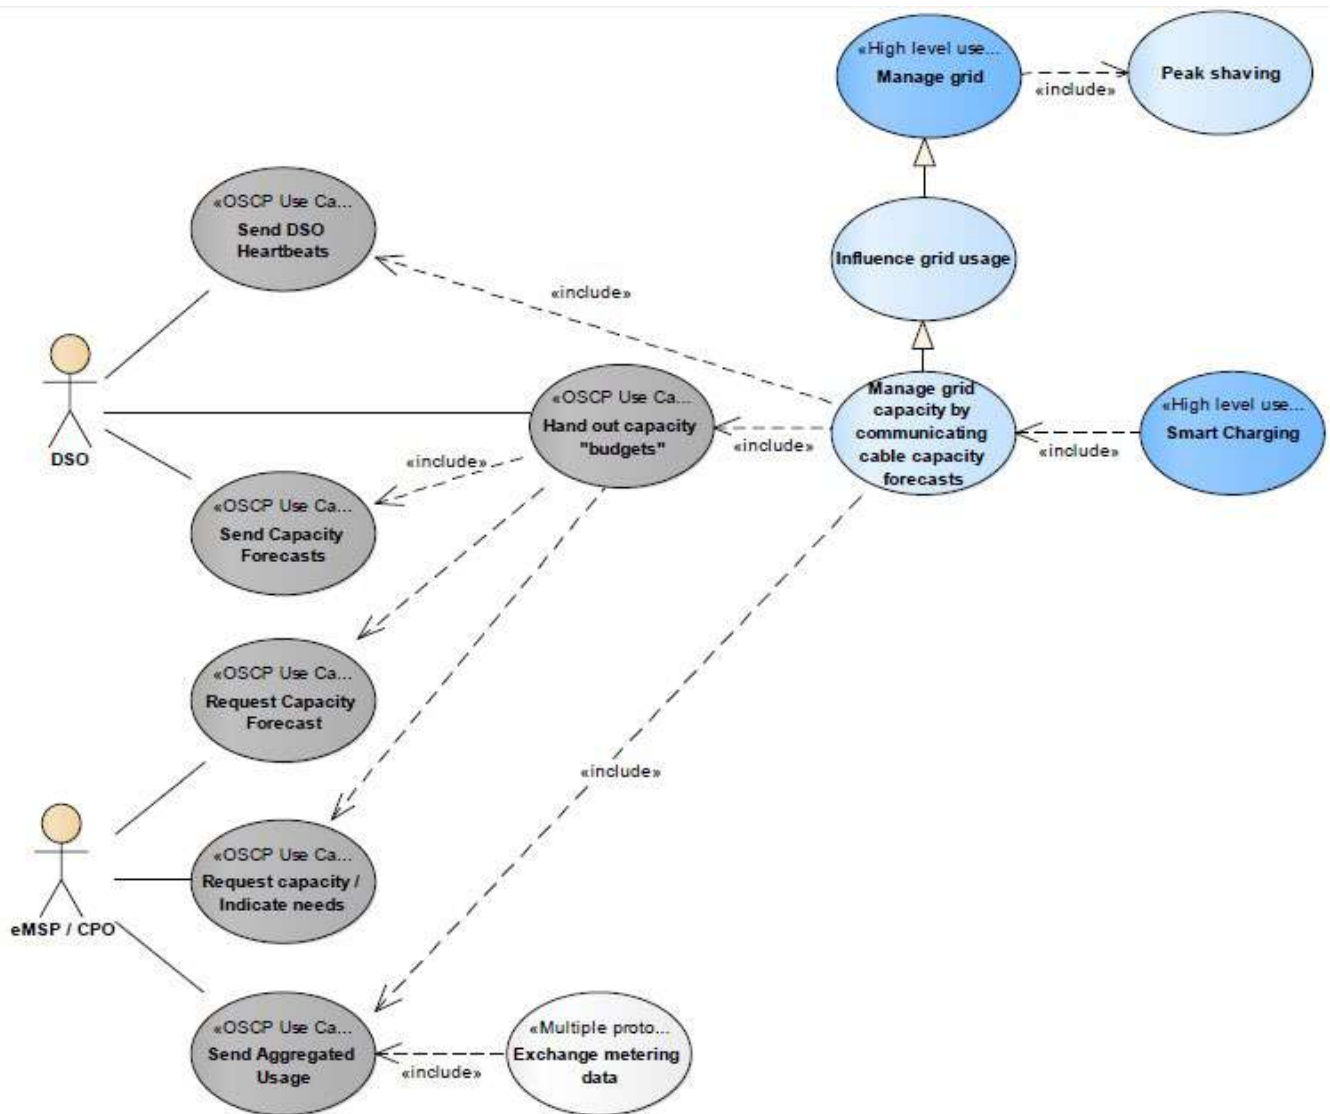 «High level use...
Manage grid
«include»
Peak shaving
«OSCP Use Ca...
Send DSO
Heartbeats
Influence grid usage
«include»
DSO
«OSCP Use Ca...
Hand out capacity
"budgets"
«include»
Manage grid
capacity by
communicating
cable capacity
forecasts
«include»
«High level use...
Smart Charging
«include»
«OSCP Use Ca...
Send Capacity
Forecasts
«OSCP Use Ca...
Request Capacity
Forecast
«include»
eMSP / CPO
«OSCP Use Ca...
Request capacity /
Indicate needs
«OSCP Use Ca...
Send Aggregated
Usage
«include»
«Multiple proto...
Exchange metering
data